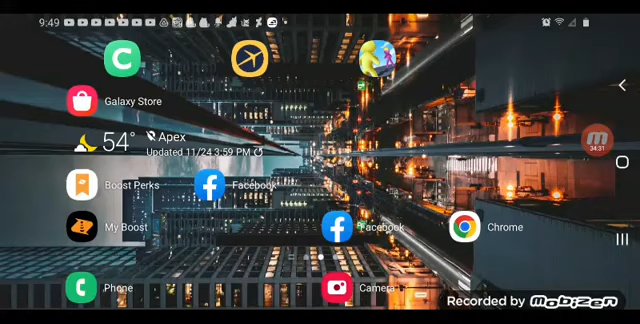 9:49
Galaxy Store
54° Apex
Updated 11/24 3:59 PM
34:31
Boost Perks
Facebook
My Boost
Facebook
Chrome
Phone
Camera
Recorded by Mobizen